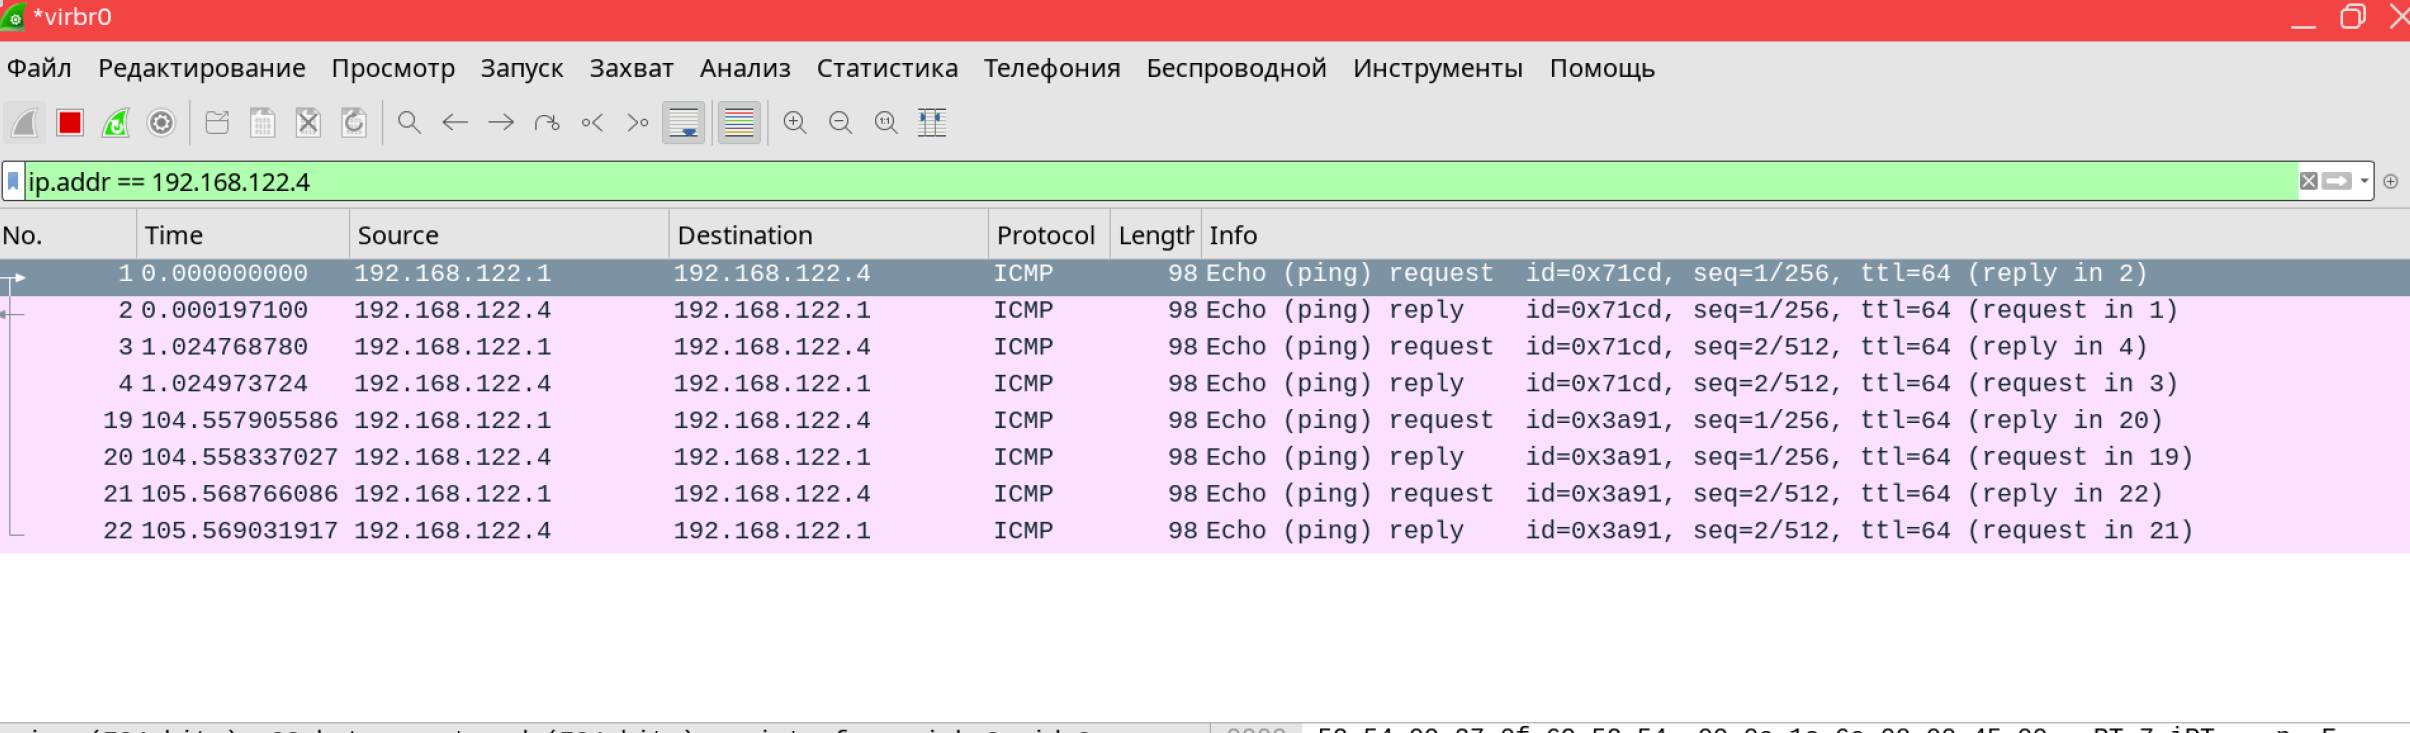 *virbr0
Файл Редактирование Просмотр Запуск Захват Анализ Статистика Телефония Беспроводной Инструменты Помощь
ip.addr == 192.168.122.4
No. Time Source Destination Protocol Length Info
1 0.000000000 192.168.122.1 192.168.122.4 ICMP 98 Echo (ping) request id=0x71cd, seq=1/256, ttl=64 (reply in 2)
2 0.000197100 192.168.122.4 192.168.122.1 ICMP 98 Echo (ping) reply id=0x71cd, seq=1/256, ttl=64 (request in 1)
3 1.024768780 192.168.122.1 192.168.122.4 ICMP 98 Echo (ping) request id=0x71cd, seq=2/512, ttl=64 (reply in 4)
4 1.024973724 192.168.122.4 192.168.122.1 ICMP 98 Echo (ping) reply id=0x71cd, seq=2/512, ttl=64 (request in 3)
19 104.557905586 192.168.122.1 192.168.122.4 ICMP 98 Echo (ping) request id=0x3a91, seq=1/256, ttl=64 (reply in 20)
20 104.558337027 192.168.122.4 192.168.122.1 ICMP 98 Echo (ping) reply id=0x3a91, seq=1/256, ttl=64 (request in 19)
21 105.568766086 192.168.122.1 192.168.122.4 ICMP 98 Echo (ping) request id=0x3a91, seq=2/512, ttl=64 (reply in 22)
22 105.569031917 192.168.122.4 192.168.122.1 ICMP 98 Echo (ping) reply id=0x3a91, seq=2/512, ttl=64 (request in 21)